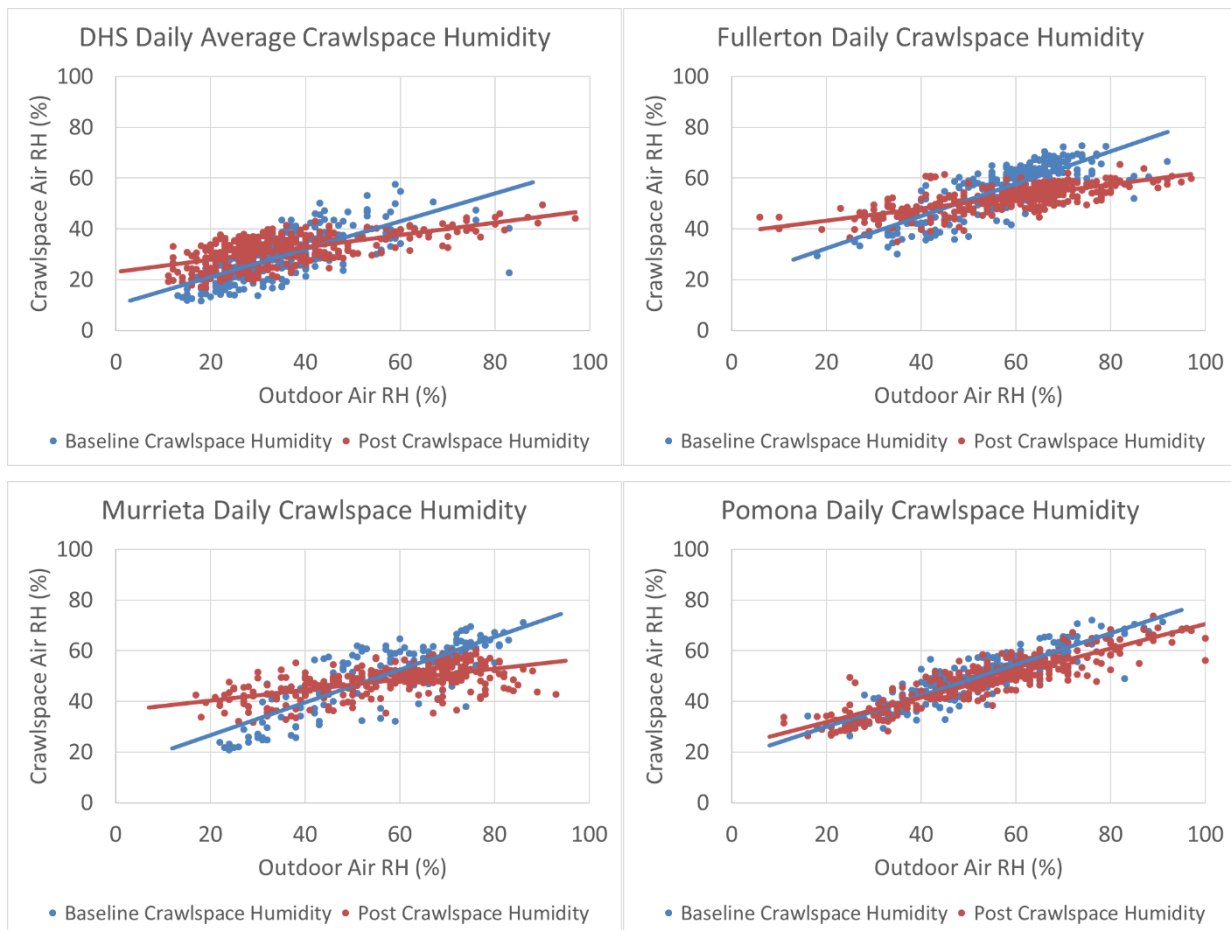 DHS Daily Average Crawlspace Humidity
Crawlspace Air RH (%)
100
80
60
40
20
0
0 20 40 60 80 100
Outdoor Air RH (%)
Baseline Crawlspace Humidity Post Crawlspace Humidity
Fullerton Daily Crawlspace Humidity
Crawlspace Air RH (%)
100
80
60
40
20
0
0 20 40 60 80 100
Outdoor Air RH (%)
Baseline Crawlspace Humidity Post Crawlspace Humidity
Murrieta Daily Crawlspace Humidity
Crawlspace Air RH (%)
100
80
60
40
20
0
0 20 40 60 80 100
Outdoor Air RH (%)
Baseline Crawlspace Humidity Post Crawlspace Humidity
Pomona Daily Crawlspace Humidity
Crawlspace Air RH (%)
100
80
60
40
20
0
0 20 40 60 80 100
Outdoor Air RH (%)
Baseline Crawlspace Humidity Post Crawlspace Humidity